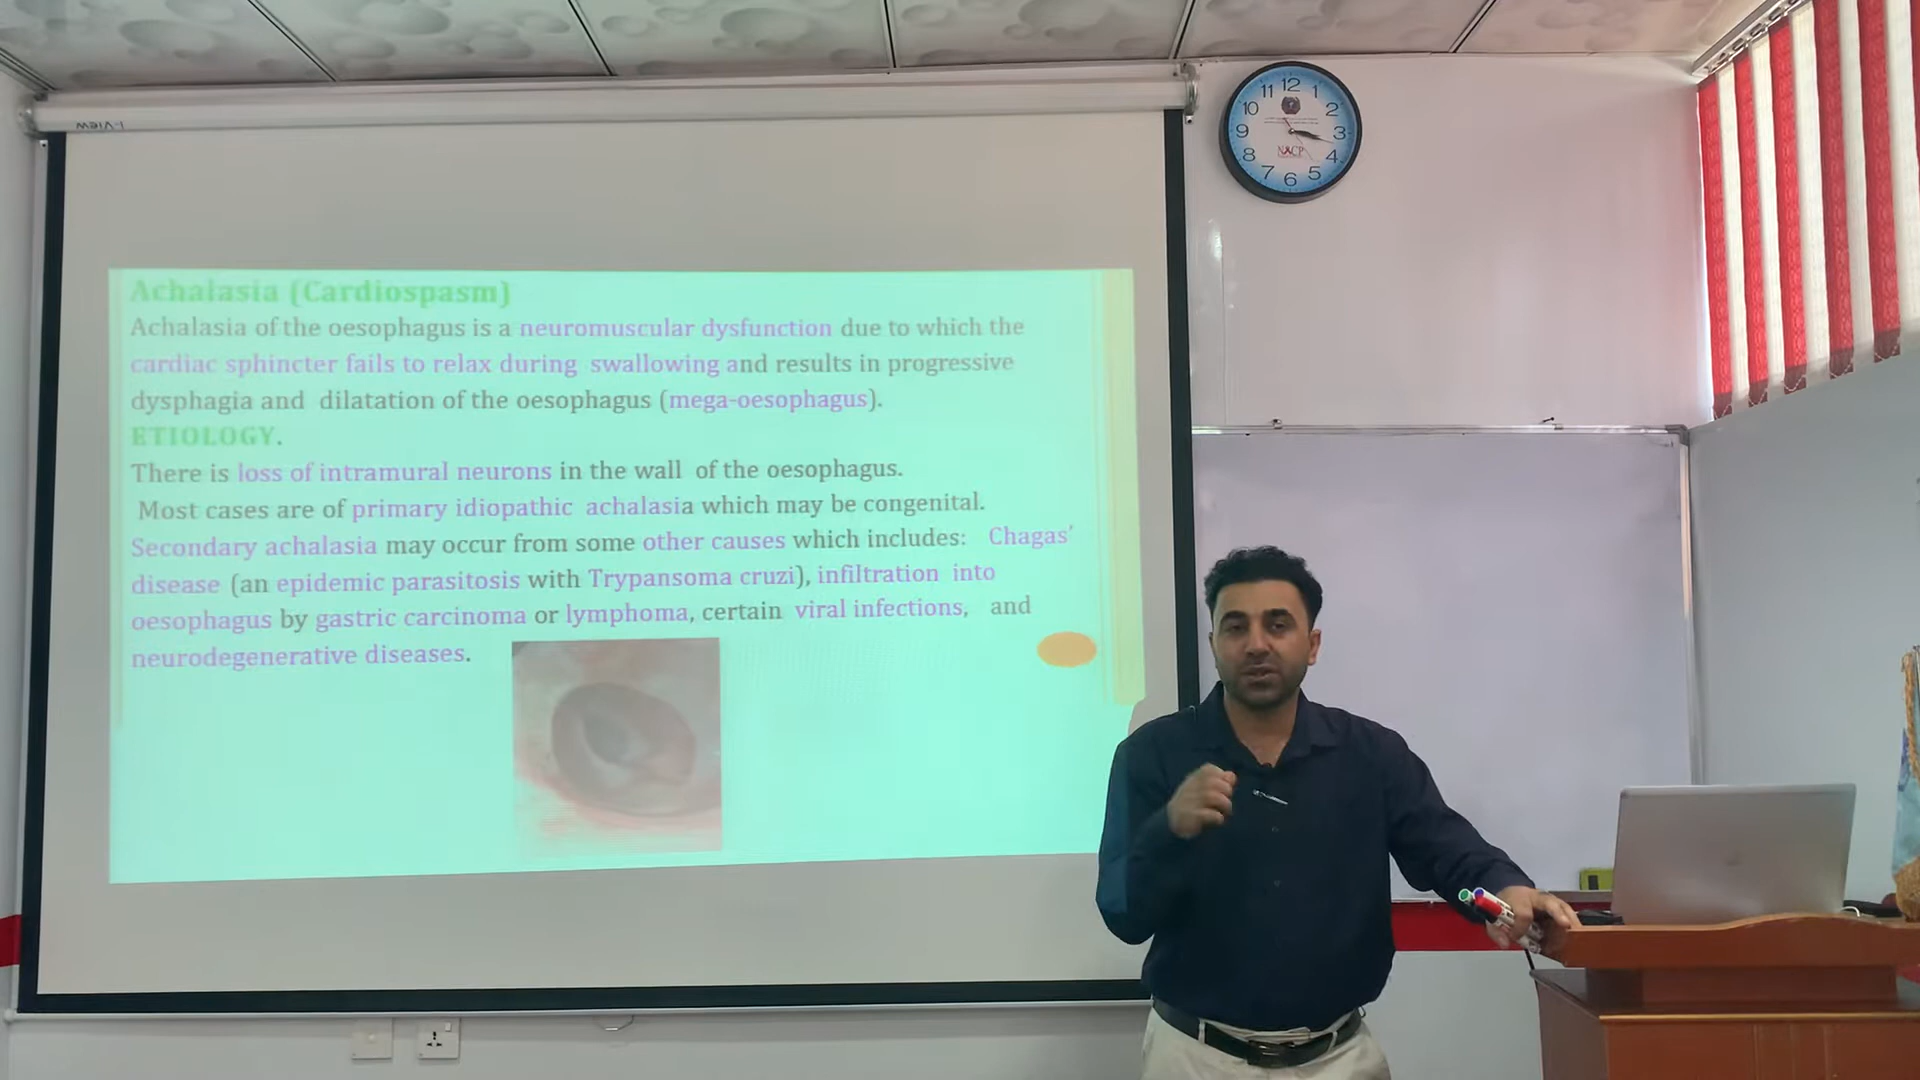 I-VIEW
12
11 1
10 2
9 3
8 4
7 6 5
NACP
Achalasia (Cardiospasm)
Achalasia of the oesophagus is a neuromuscular dysfunction due to which the
cardiac sphincter fails to relax during swallowing and results in progressive
dysphagia and dilatation of the oesophagus (mega-oesophagus).
ETIOLOGY.
There is loss of intramural neurons in the wall of the oesophagus.
Most cases are of primary idiopathic achalasia which may be congenital.
Secondary achalasia may occur from some other causes which includes: Chagas’
disease (an epidemic parasitosis with Trypansoma cruzi), infiltration into
oesophagus by gastric carcinoma or lymphoma, certain viral infections, and
neurodegenerative diseases.